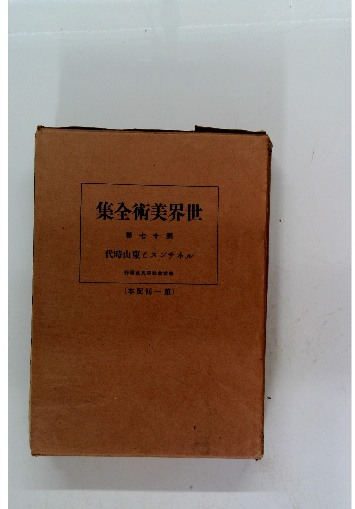 世界美術全集
第十七巻
ルネサンスと東山時代
(第一回配本)